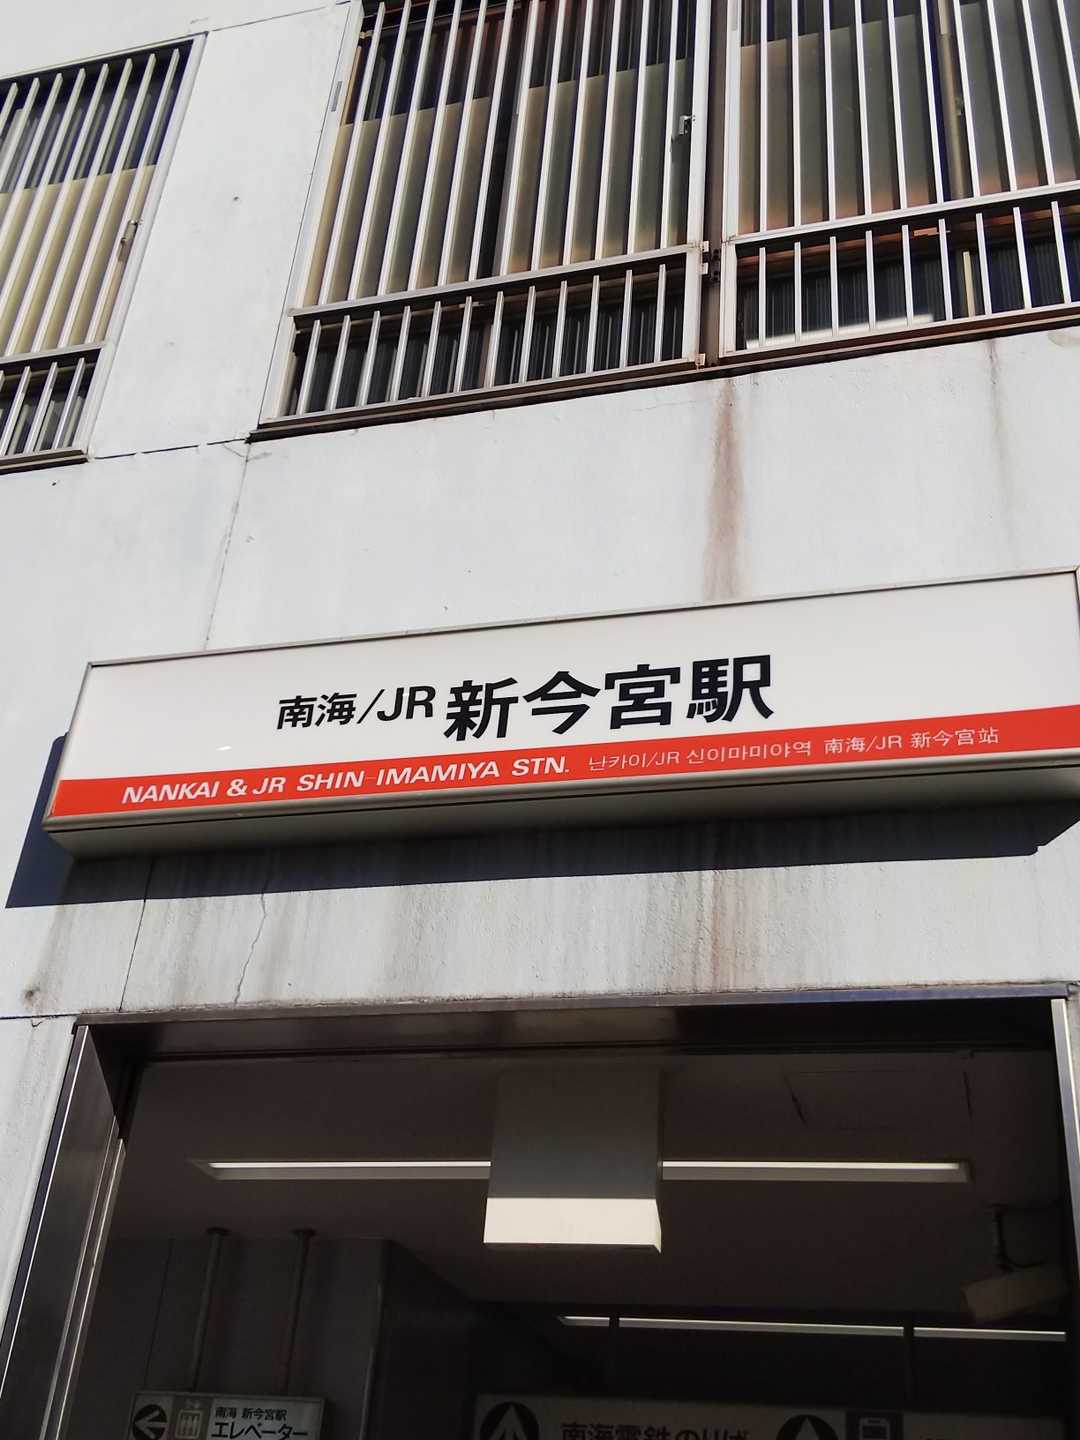 南海/JR 新今宮駅
NANKAI & JR SHIN-IMAMIYA STN. 난카이/JR 신이마미야역 南海/JR 新今宫站
南海 新今宮駅
エレベーター
南海電鉄のりば